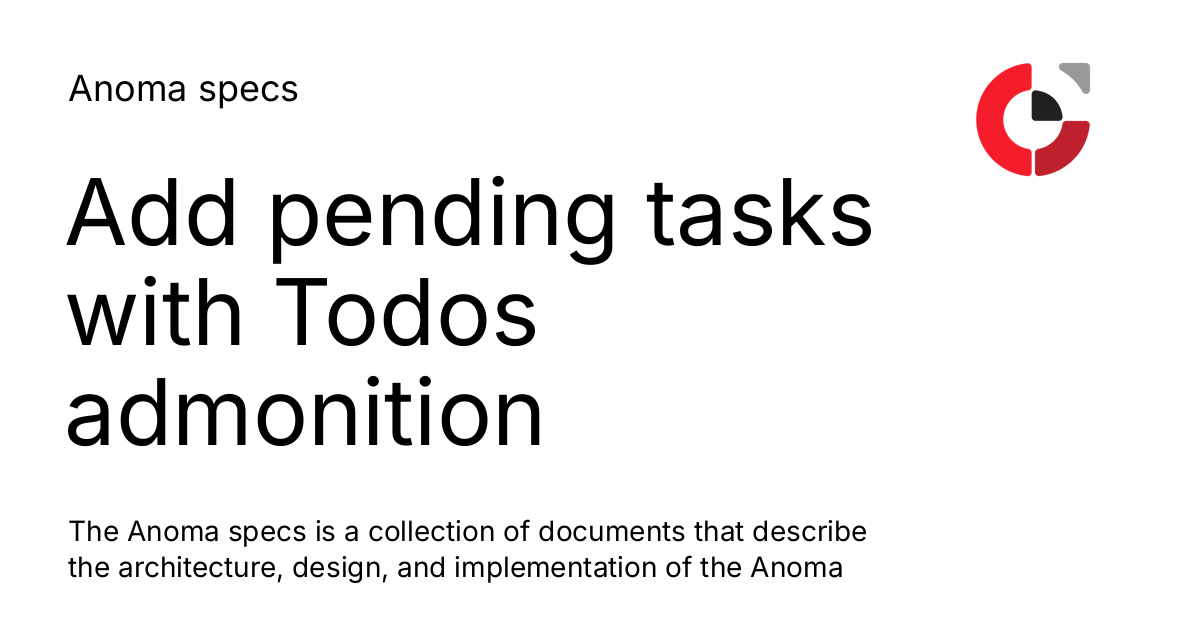 Anoma specs
Add pending tasks
with Todos
admonition
The Anoma specs is a collection of documents that describe
the architecture, design, and implementation of the Anoma